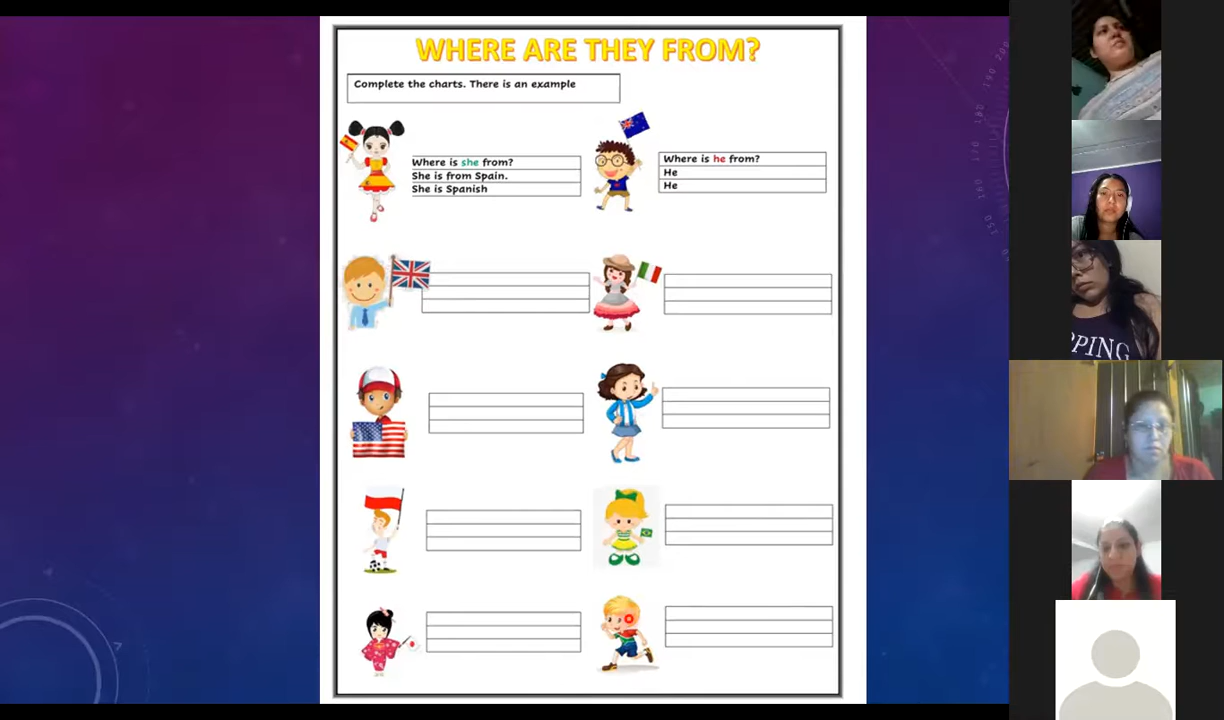 WHERE ARE THEY FROM?
Complete the charts. There is an example
Where is she from?
She is from Spain.
She is Spanish
Where is he from?
He
He
PPING